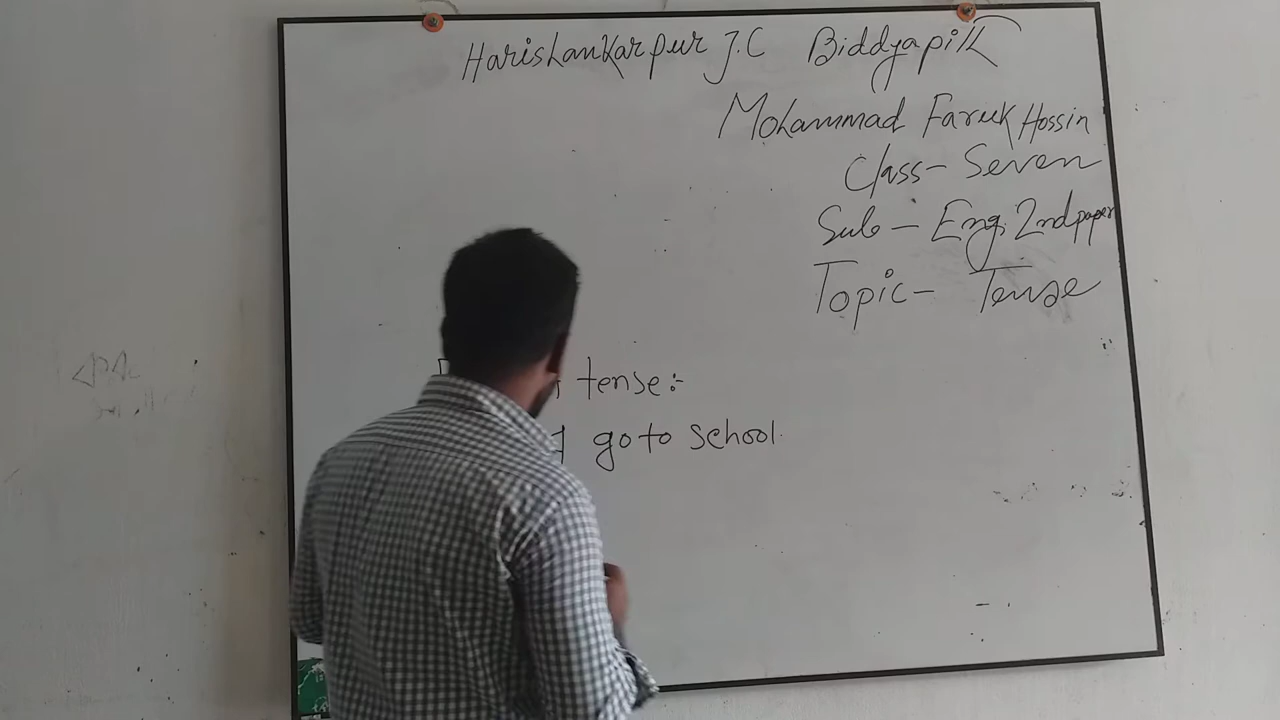 Harishankarpur J.C Biddyapith
Mohammad Faruk Hossin
Class- Seven
Sub- Eng. 2nd paper
Topic- Tense
tense:-
go to school.